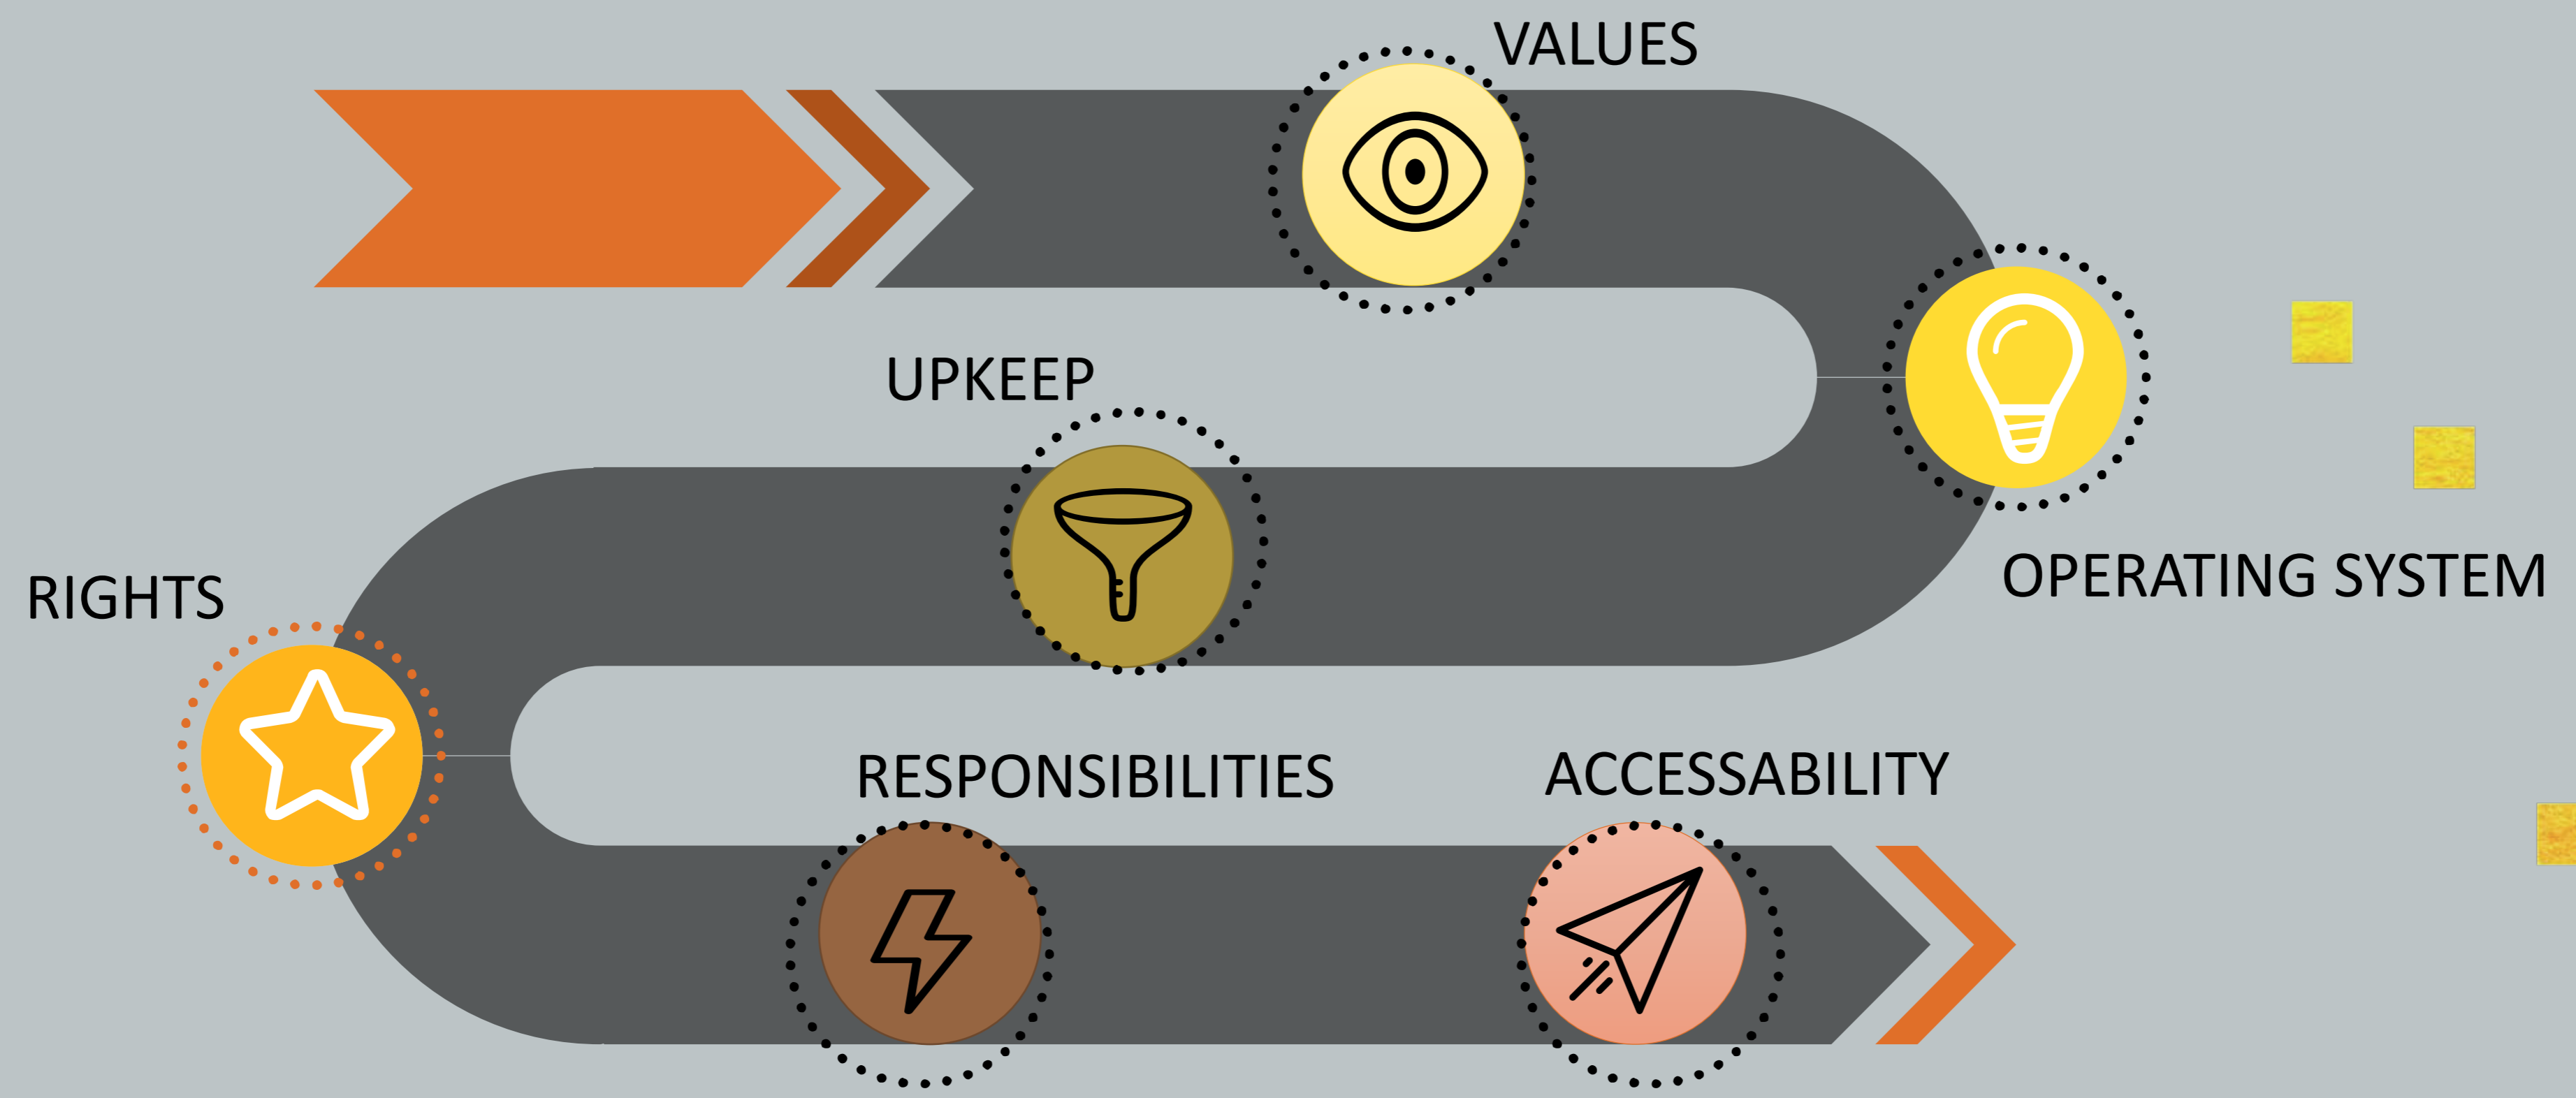 VALUES
OPERATING SYSTEM
UPKEEP
RIGHTS
RESPONSIBILITIES
ACCESSABILITY